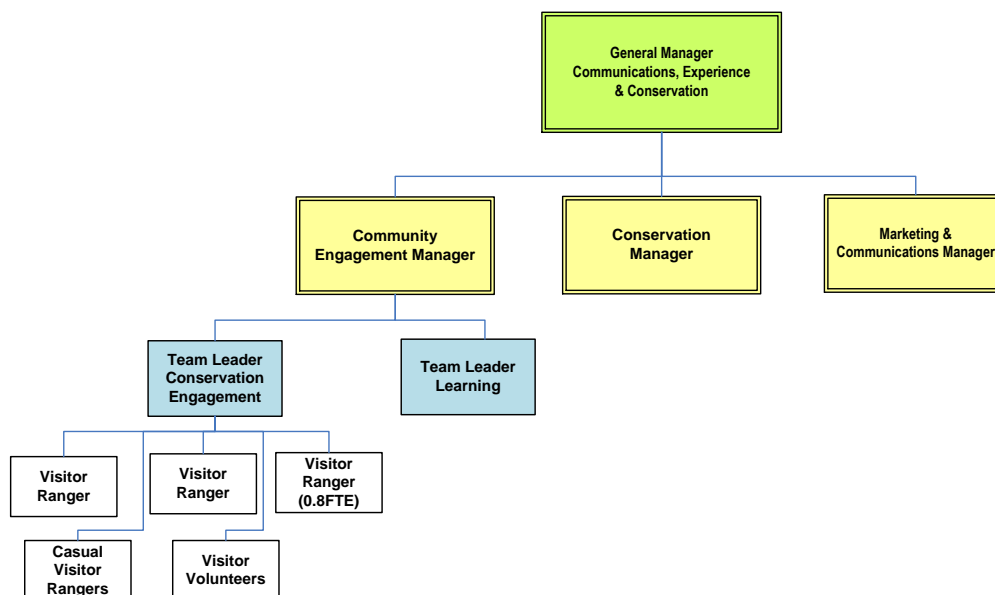 General Manager
Communications, Experience
& Conservation
Community
Engagement Manager
Conservation
Manager
Marketing &
Communications Manager
Team Leader
Conservation
Engagement
Team Leader
Learning
Visitor
Ranger
Visitor
Ranger
Visitor
Ranger
(0.8FTE)
Casual
Visitor
Rangers
Visitor
Volunteers